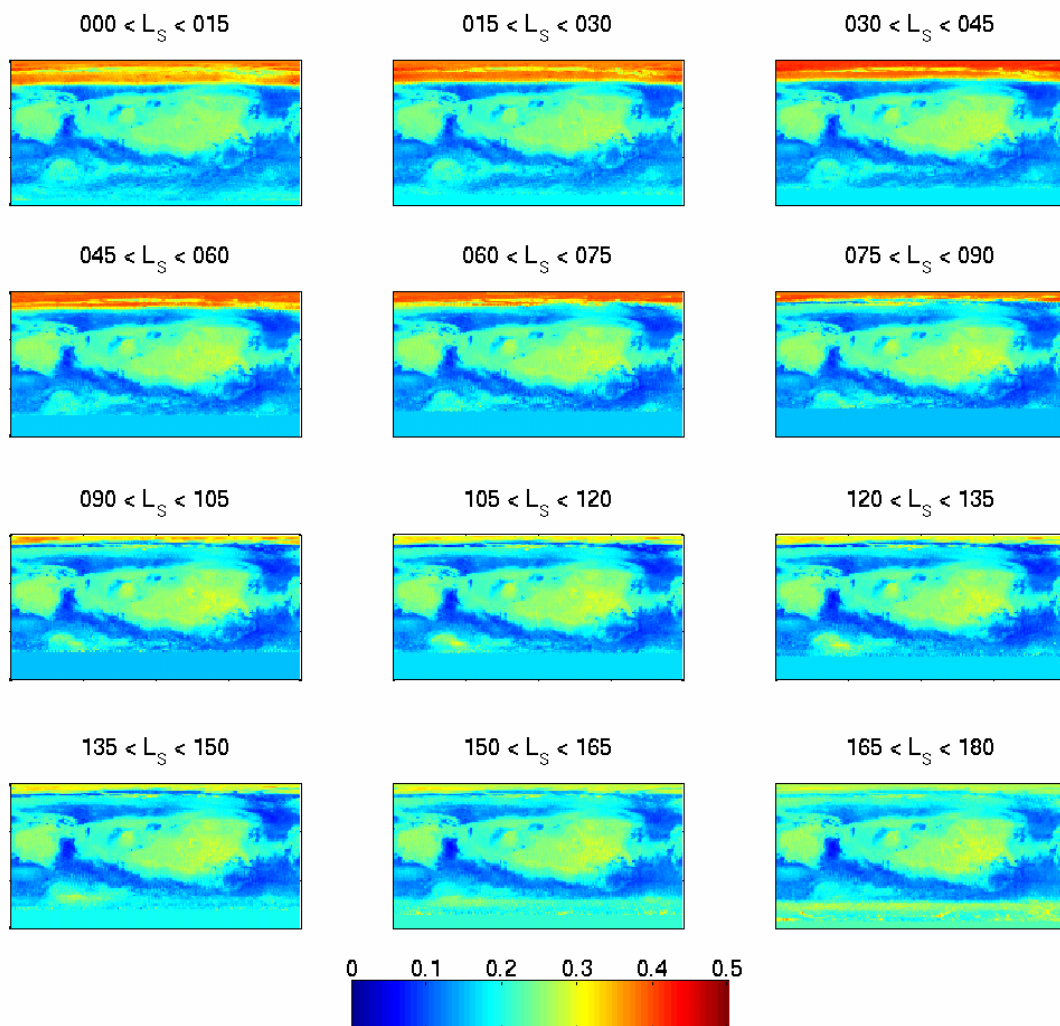 000 < L_S < 015
015 < L_S < 030
030 < L_S < 045
045 < L_S < 060
060 < L_S < 075
075 < L_S < 090
090 < L_S < 105
105 < L_S < 120
120 < L_S < 135
135 < L_S < 150
150 < L_S < 165
165 < L_S < 180
0 0.1 0.2 0.3 0.4 0.5